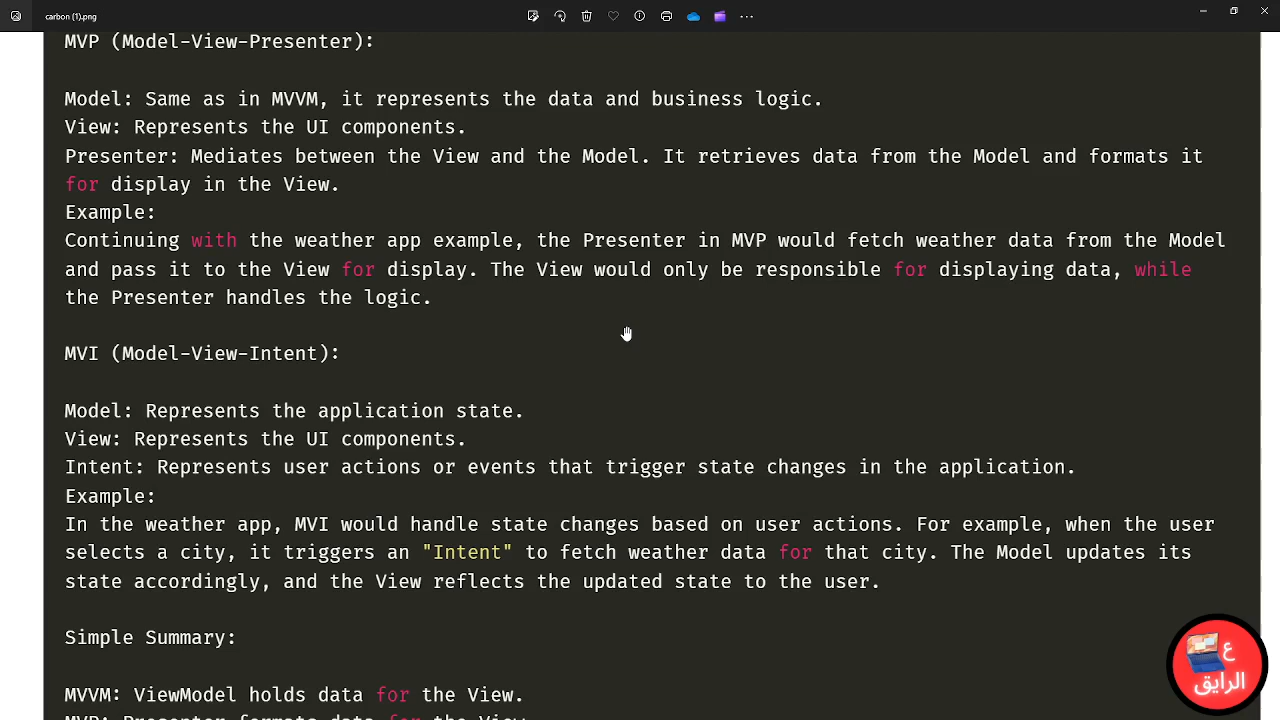 carbon (1).png
MVP (Model-View-Presenter):
Model: Same as in MVVM, it represents the data and business logic.
View: Represents the UI components.
Presenter: Mediates between the View and the Model. It retrieves data from the Model and formats it
for display in the View.
Example:
Continuing with the weather app example, the Presenter in MVP would fetch weather data from the Model
and pass it to the View for display. The View would only be responsible for displaying data, while
the Presenter handles the logic.
MVI (Model-View-Intent):
Model: Represents the application state.
View: Represents the UI components.
Intent: Represents user actions or events that trigger state changes in the application.
Example:
In the weather app, MVI would handle state changes based on user actions. For example, when the user
selects a city, it triggers an "Intent" to fetch weather data for that city. The Model updates its
state accordingly, and the View reflects the updated state to the user.
Simple Summary:
MVVM: ViewModel holds data for the View.
MVP: Presenter formats data for the View.
ع
الرايق